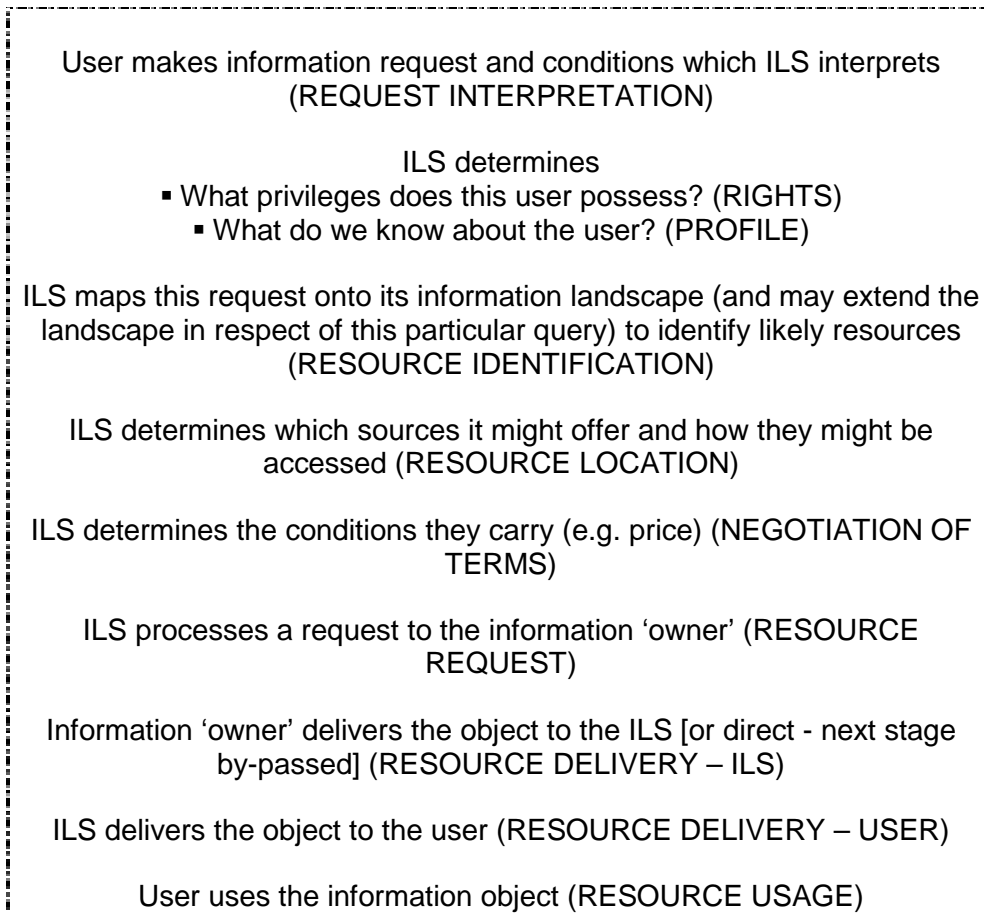 User makes information request and conditions which ILS interprets
(REQUEST INTERPRETATION)
ILS determines
▪ What privileges does this user possess? (RIGHTS)
▪ What do we know about the user? (PROFILE)
ILS maps this request onto its information landscape (and may extend the
landscape in respect of this particular query) to identify likely resources
(RESOURCE IDENTIFICATION)
ILS determines which sources it might offer and how they might be
accessed (RESOURCE LOCATION)
ILS determines the conditions they carry (e.g. price) (NEGOTIATION OF
TERMS)
ILS processes a request to the information ‘owner’ (RESOURCE
REQUEST)
Information ‘owner’ delivers the object to the ILS [or direct - next stage
by-passed] (RESOURCE DELIVERY – ILS)
ILS delivers the object to the user (RESOURCE DELIVERY – USER)
User uses the information object (RESOURCE USAGE)